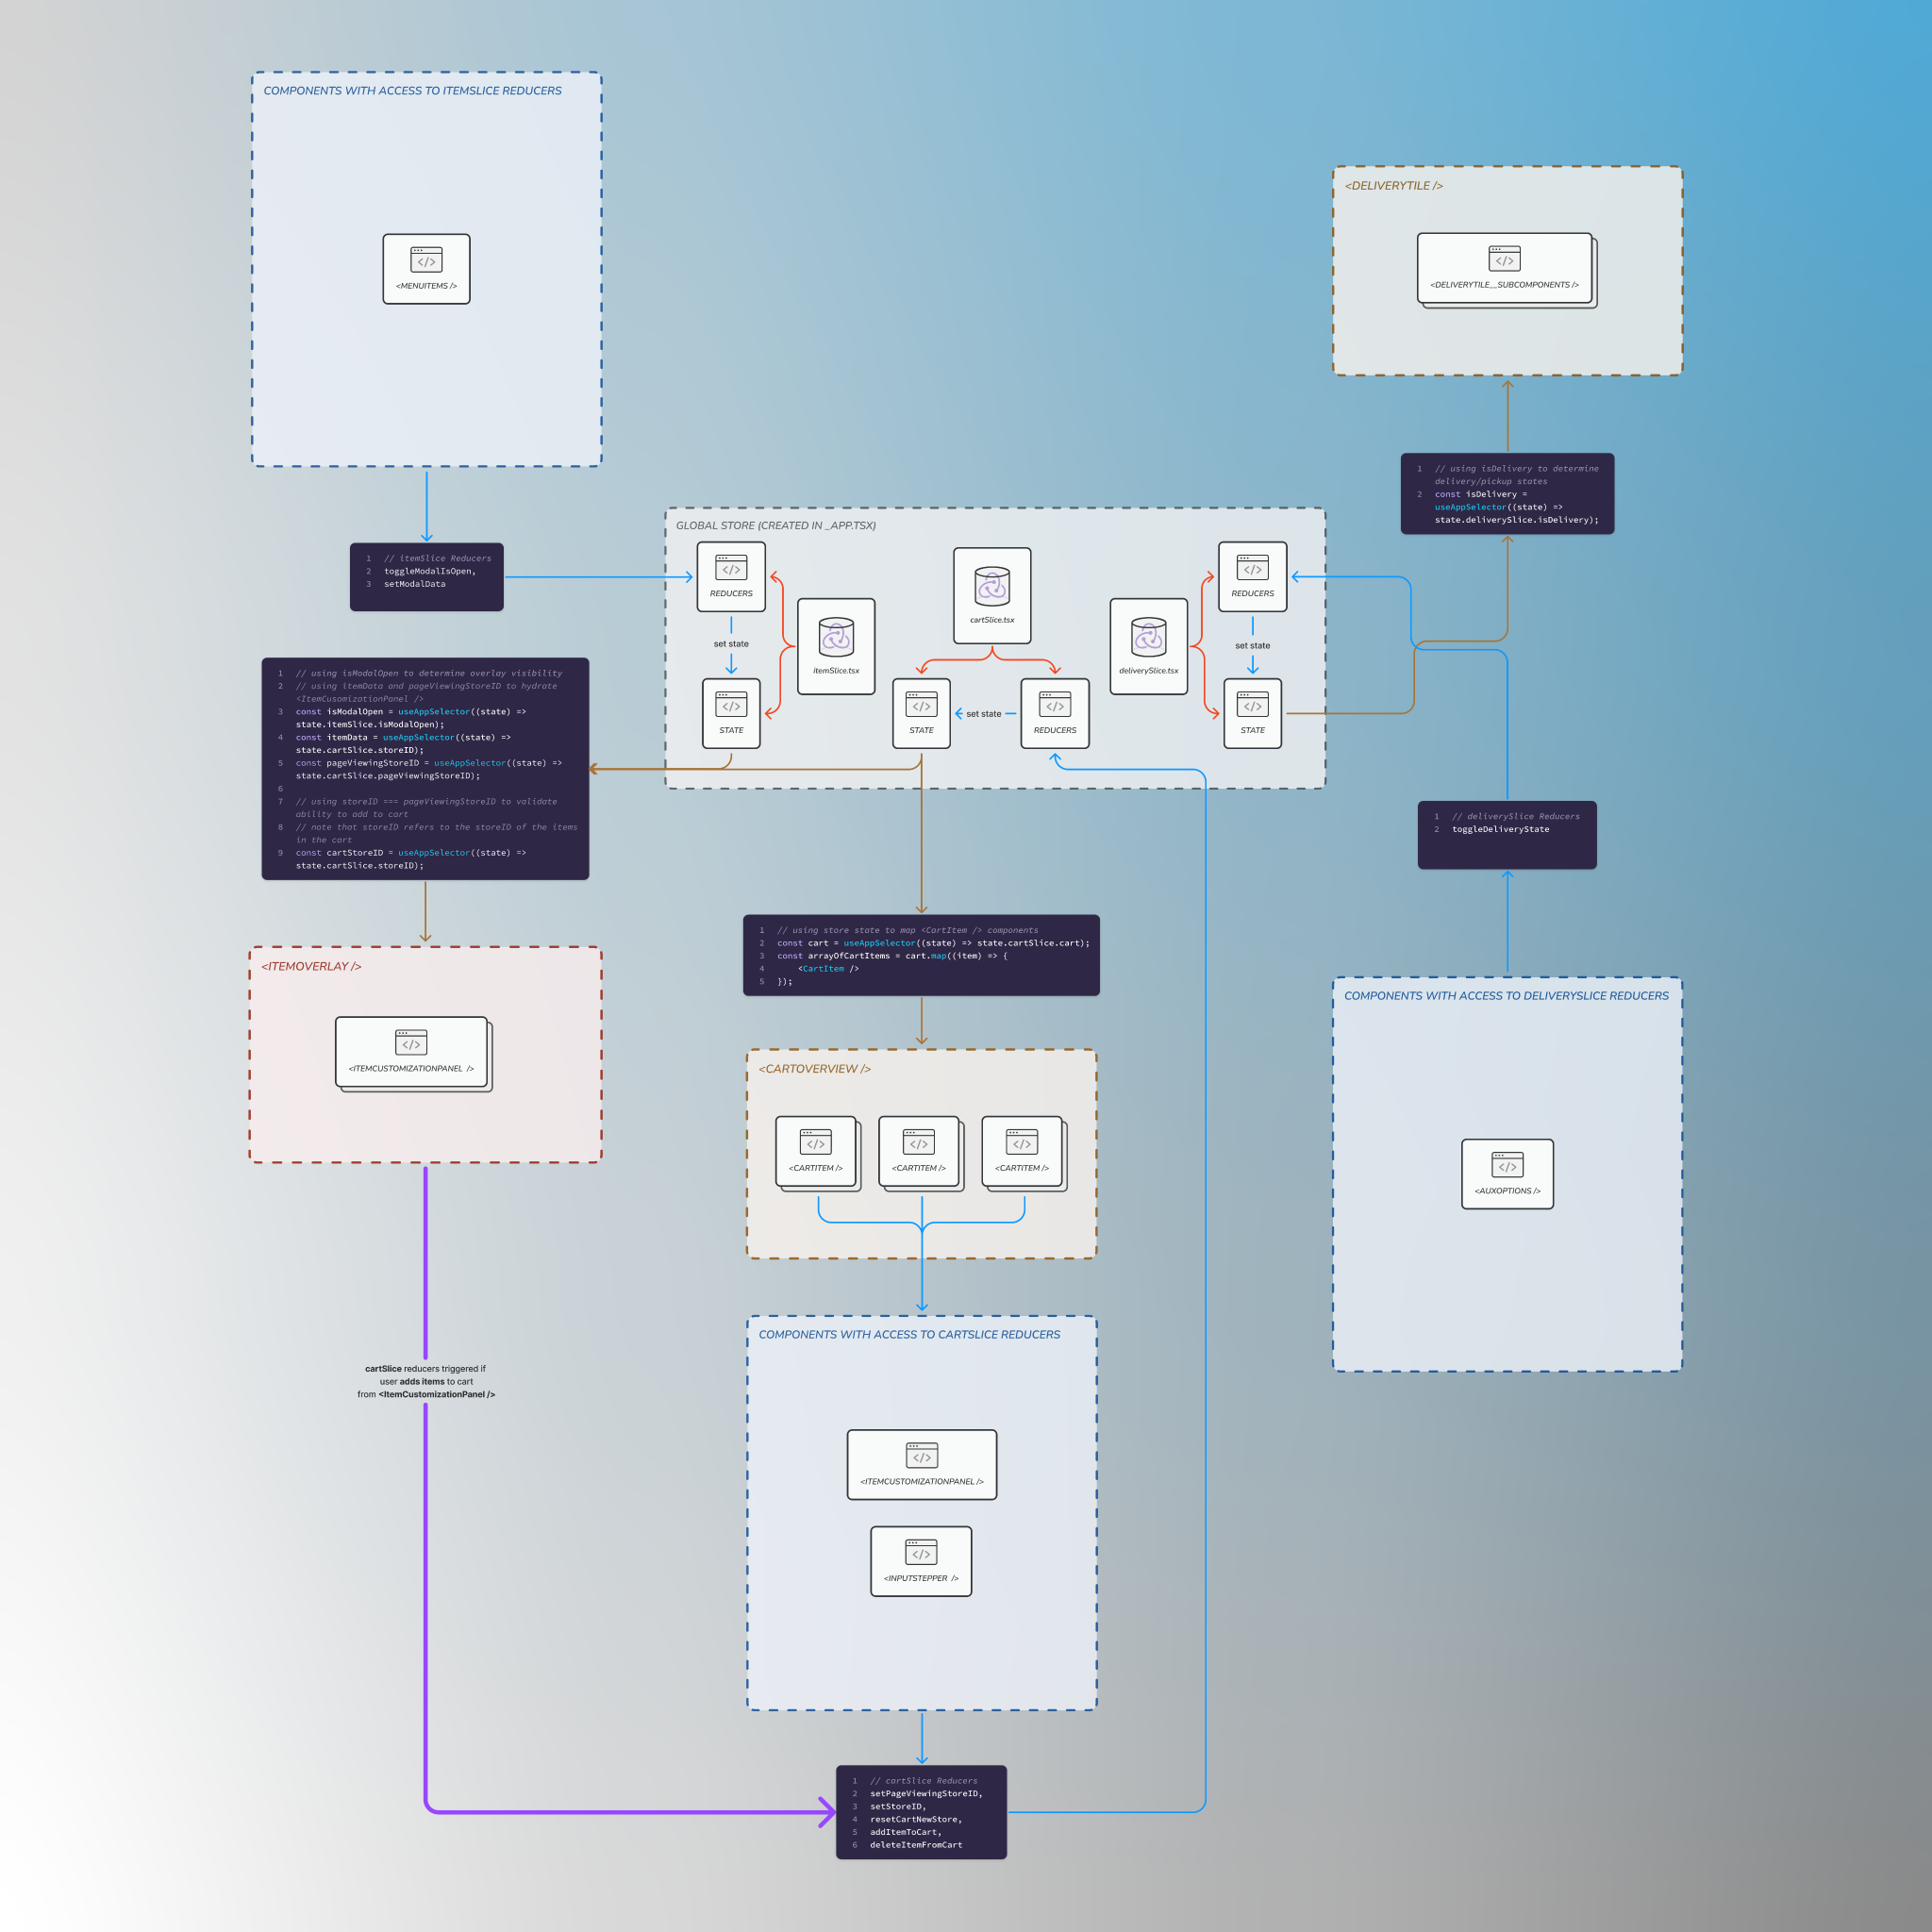 COMPONENTS WITH ACCESS TO ITEMSLICE REDUCERS
<MENUITEMS />
1 // itemSlice Reducers
2 toggleModalIsOpen,
3 setModalData
<DELIVERYTILE />
<DELIVERYTILE__SUBCOMPONENTS />
1 // using isDelivery to determine
delivery/pickup states
2 const isDelivery =
useAppSelector((state) =>
state.deliverySlice.isDelivery);
GLOBAL STORE (CREATED IN _APP.TSX)
REDUCERS
set state
STATE
itemSlice.tsx
cartSlice.tsx
STATE
set state
REDUCERS
deliverySlice.tsx
REDUCERS
set state
STATE
1 // using isModalOpen to determine overlay visibility
2 // using itemData and pageViewingStoreID to hydrate
<ItemCusomizationPanel />
3 const isModalOpen = useAppSelector((state) =>
state.itemSlice.isModalOpen);
4 const itemData = useAppSelector((state) =>
state.cartSlice.storeID);
5 const pageViewingStoreID = useAppSelector((state) =>
state.cartSlice.pageViewingStoreID);
6
7 // using storeID === pageViewingStoreID to validate
ability to add to cart
8 // note that storeID refers to the storeID of the items
in the cart
9 const cartStoreID = useAppSelector((state) =>
state.cartSlice.storeID);
<ITEMOVERLAY />
<ITEMCUSTOMIZATIONPANEL />
cartSlice reducers triggered if
user adds items to cart
from <ItemCustomizationPanel />
1 // using store state to map <CartItem /> components
2 const cart = useAppSelector((state) => state.cartSlice.cart);
3 const arrayOfCartItems = cart.map((item) => {
4 <CartItem />
5 });
<CARTOVERVIEW />
<CARTITEM />
<CARTITEM />
<CARTITEM />
COMPONENTS WITH ACCESS TO CARTSLICE REDUCERS
<ITEMCUSTOMIZATIONPANEL />
<INPUTSTEPPER />
1 // cartSlice Reducers
2 setPageViewingStoreID,
3 setStoreID,
4 resetCartNewStore,
5 addItemToCart,
6 deleteItemFromCart
1 // deliverySlice Reducers
2 toggleDeliveryState
COMPONENTS WITH ACCESS TO DELIVERYSLICE REDUCERS
<AUXOPTIONS />